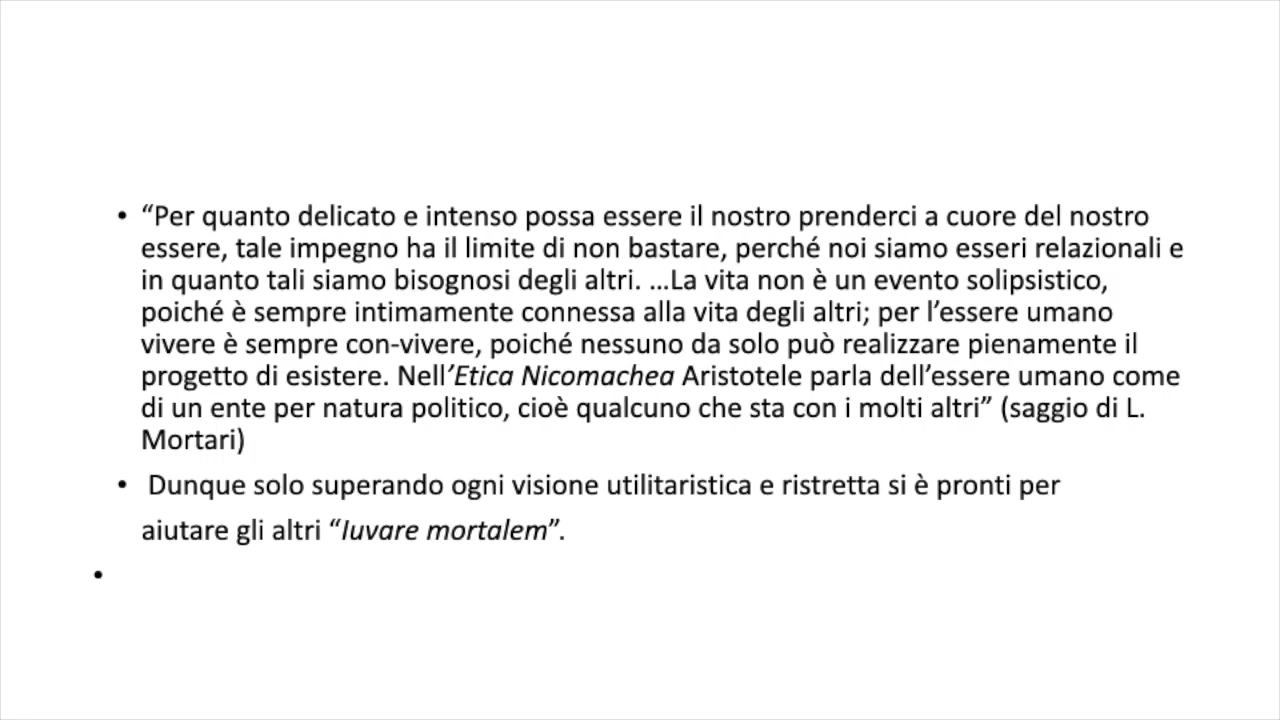 • “Per quanto delicato e intenso possa essere il nostro prenderci a cuore del nostro
essere, tale impegno ha il limite di non bastare, perché noi siamo esseri relazionali e
in quanto tali siamo bisognosi degli altri. …La vita non è un evento solipsistico,
poiché è sempre intimamente connessa alla vita degli altri; per l’essere umano
vivere è sempre con-vivere, poiché nessuno da solo può realizzare pienamente il
progetto di esistere. Nell’Etica Nicomachea Aristotele parla dell’essere umano come
di un ente per natura politico, cioè qualcuno che sta con i molti altri” (saggio di L.
Mortari)
• Dunque solo superando ogni visione utilitaristica e ristretta si è pronti per
aiutare gli altri “Iuvare mortalem”.
•